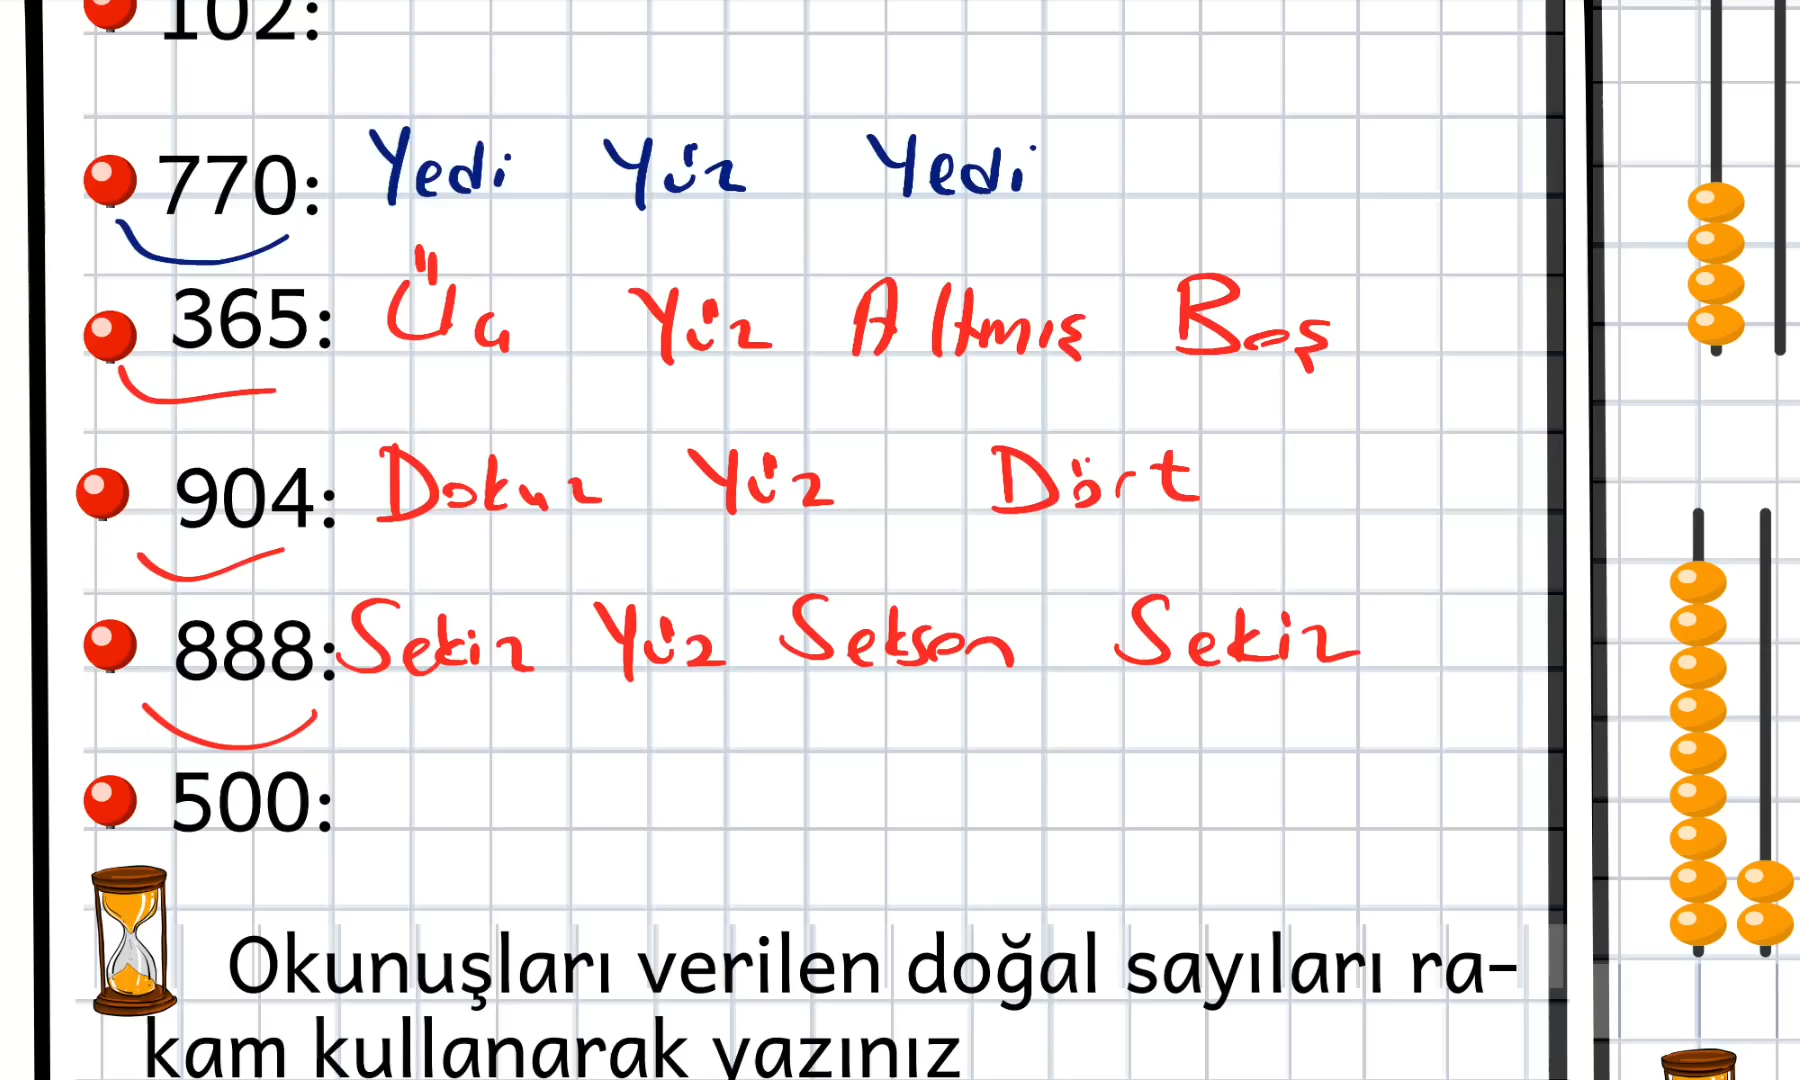 102:
770: Yedi Yüz Yedi
365: Üç Yüz Altmış Beş
904: Dokuz Yüz Dört
888: Sekiz Yüz Seksen Sekiz
500:
Okunuşları verilen doğal sayıları ra-
kam kullanarak yazınız